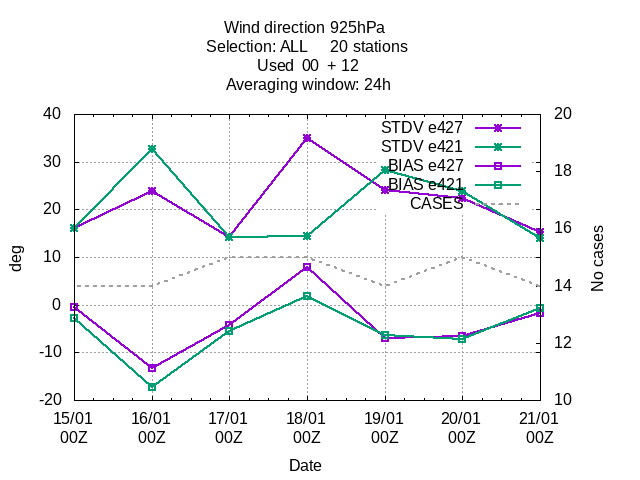 Wind direction 925hPa
Selection: ALL     20 stations
Used  00  + 12
Averaging window: 24h
40
30
20
10
0
-10
-20
deg
20
18
16
14
12
10
No cases
STDV e427
STDV e421
BIAS e427
BIAS e421
CASES
15/01 16/01 17/01 18/01 19/01 20/01 21/01
00Z 00Z 00Z 00Z 00Z 00Z 00Z
Date